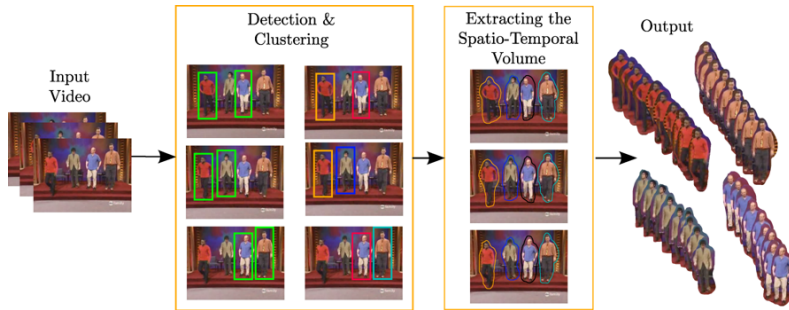 Input
Video
Detection &
Clustering
Extracting the
Spatio-Temporal
Volume
Output